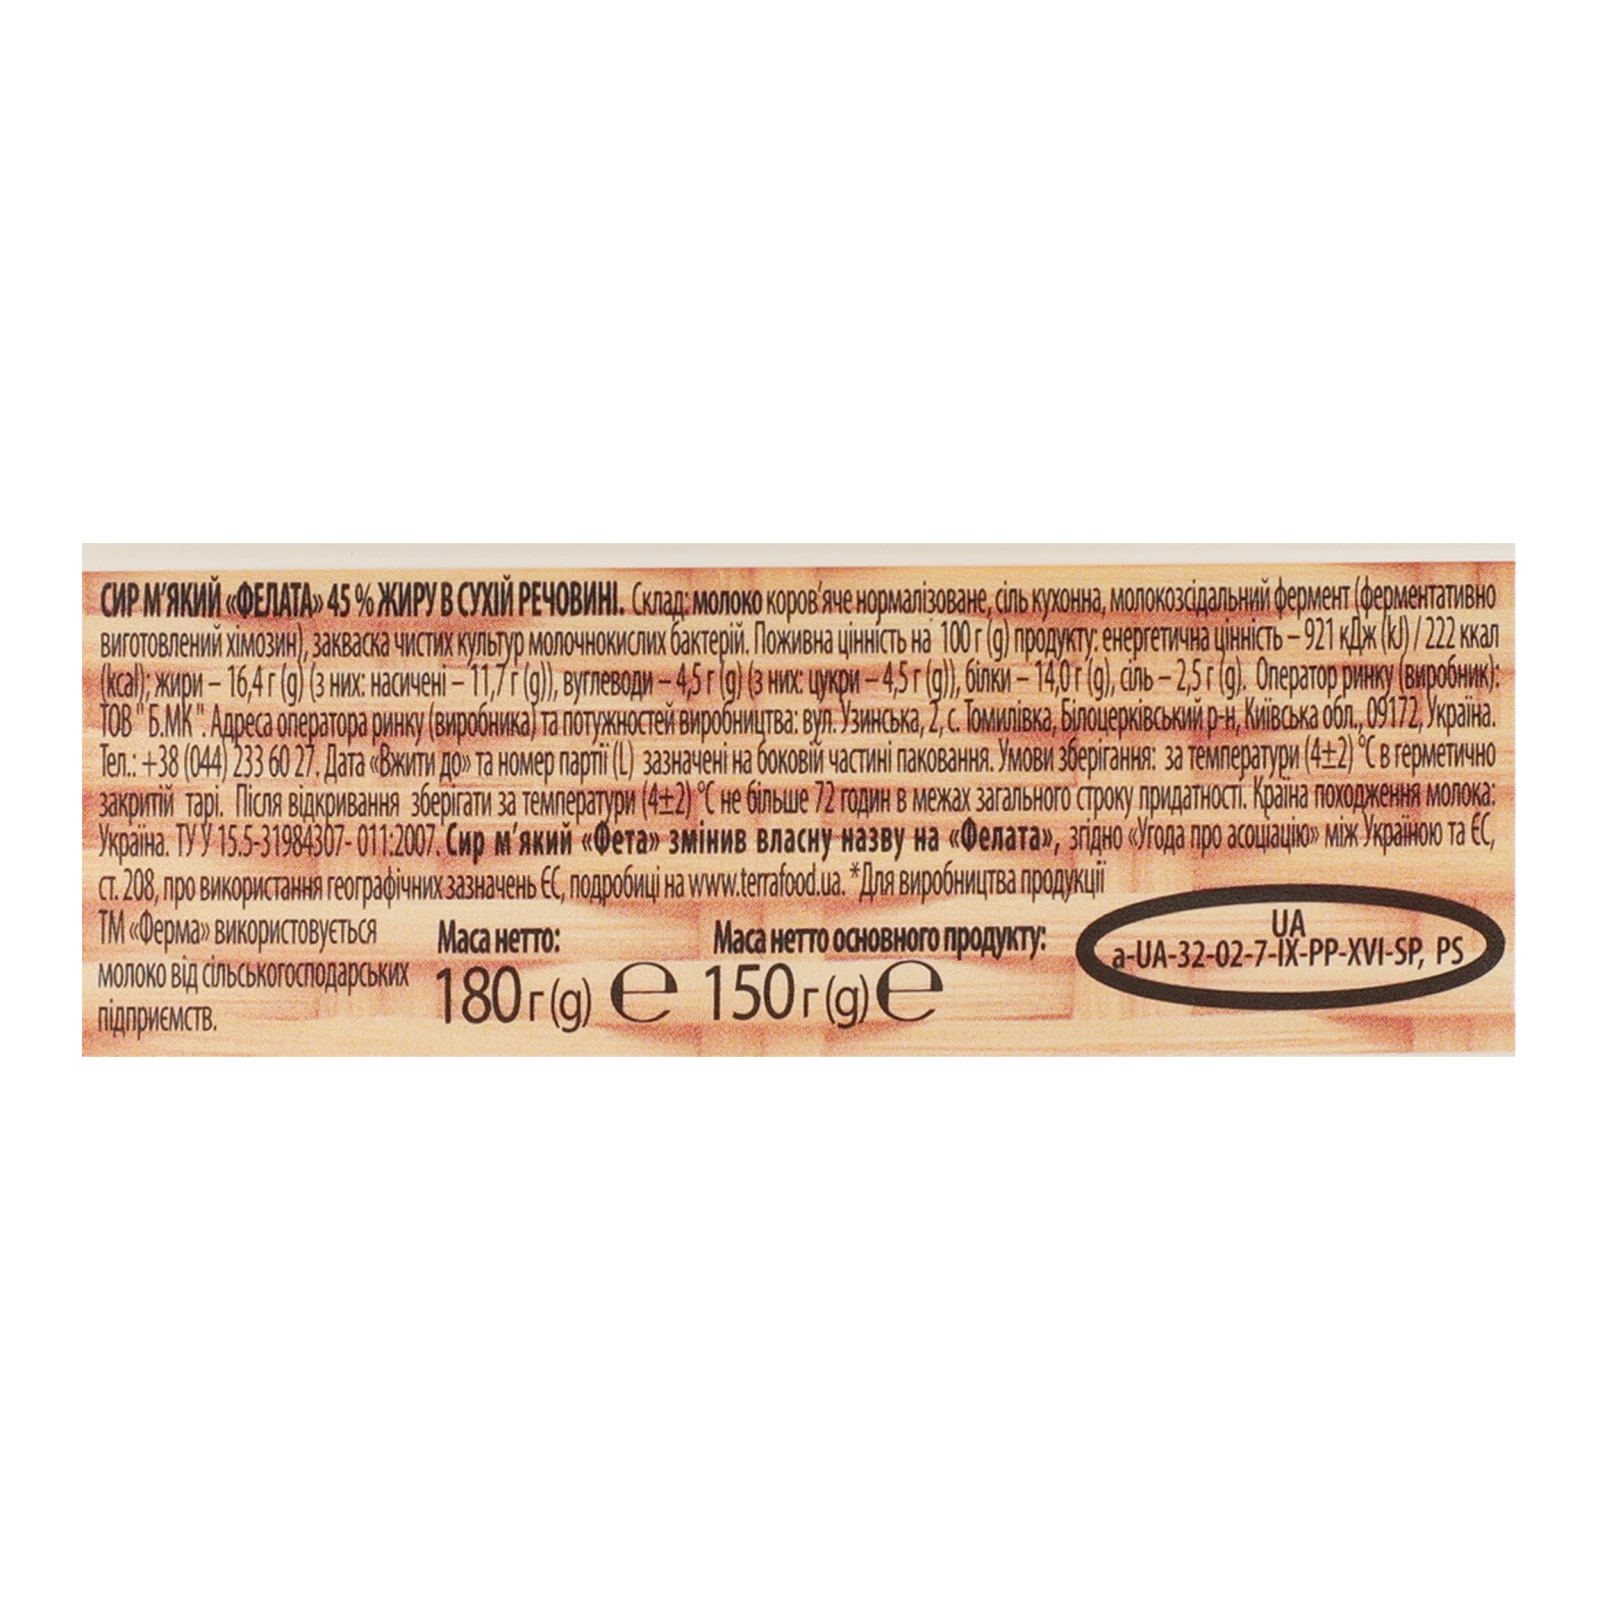 СИР М'ЯКИЙ «ФЕЛАТА» 45 % ЖИРУ В СУХІЙ РЕЧОВИНІ. Склад: молоко коров'яче нормалізоване, сіль кухонна, молокозсідальний фермент (ферментативно
виготовлений хімозин), закваска чистих культур молочнокислих бактерій. Поживна цінність на 100 г (g) продукту: енергетична цінність – 921 кДж (kJ) / 222 ккал
(kcal); жири – 16,4 г (g) (з них: насичені – 11,7 г (g)), вуглеводи – 4,5 г (g) (з них: цукри – 4,5 г (g)), білки – 14,0 г (g), сіль – 2,5 г (g). Оператор ринку (виробник):
ТОВ " Б.МК ". Адреса оператора ринку (виробника) та потужностей виробництва: вул. Узинська, 2, с. Томилівка, Білоцерківський р-н, Київська обл., 09172, Україна.
Тел.: +38 (044) 233 60 27. Дата «Вжити до» та номер партії (L) зазначені на боковій частині паковання. Умови зберігання: за температури (4±2) °С в герметично
закритій тарі. Після відкривання зберігати за температури (4±2) °С не більше 72 годин в межах загального строку придатності. Країна походження молока:
Україна. ТУ У 15.5-31984307- 011:2007. Сир м'який «Фета» змінив власну назву на «Фелата», згідно «Угода про асоціацію» між Україною та ЄС,
ст. 208, про використання географічних зазначень ЄС, подробиці на www.terrafood.ua. *Для виробництва продукції
ТМ «Ферма» використовується
молоко від сільськогосподарських
підприємств.
Маса нетто:
180 г (g) ℮
Маса нетто основного продукту:
150 г (g) ℮
UA
a-UA-32-02-7-IX-PP-XVI-SP, PS